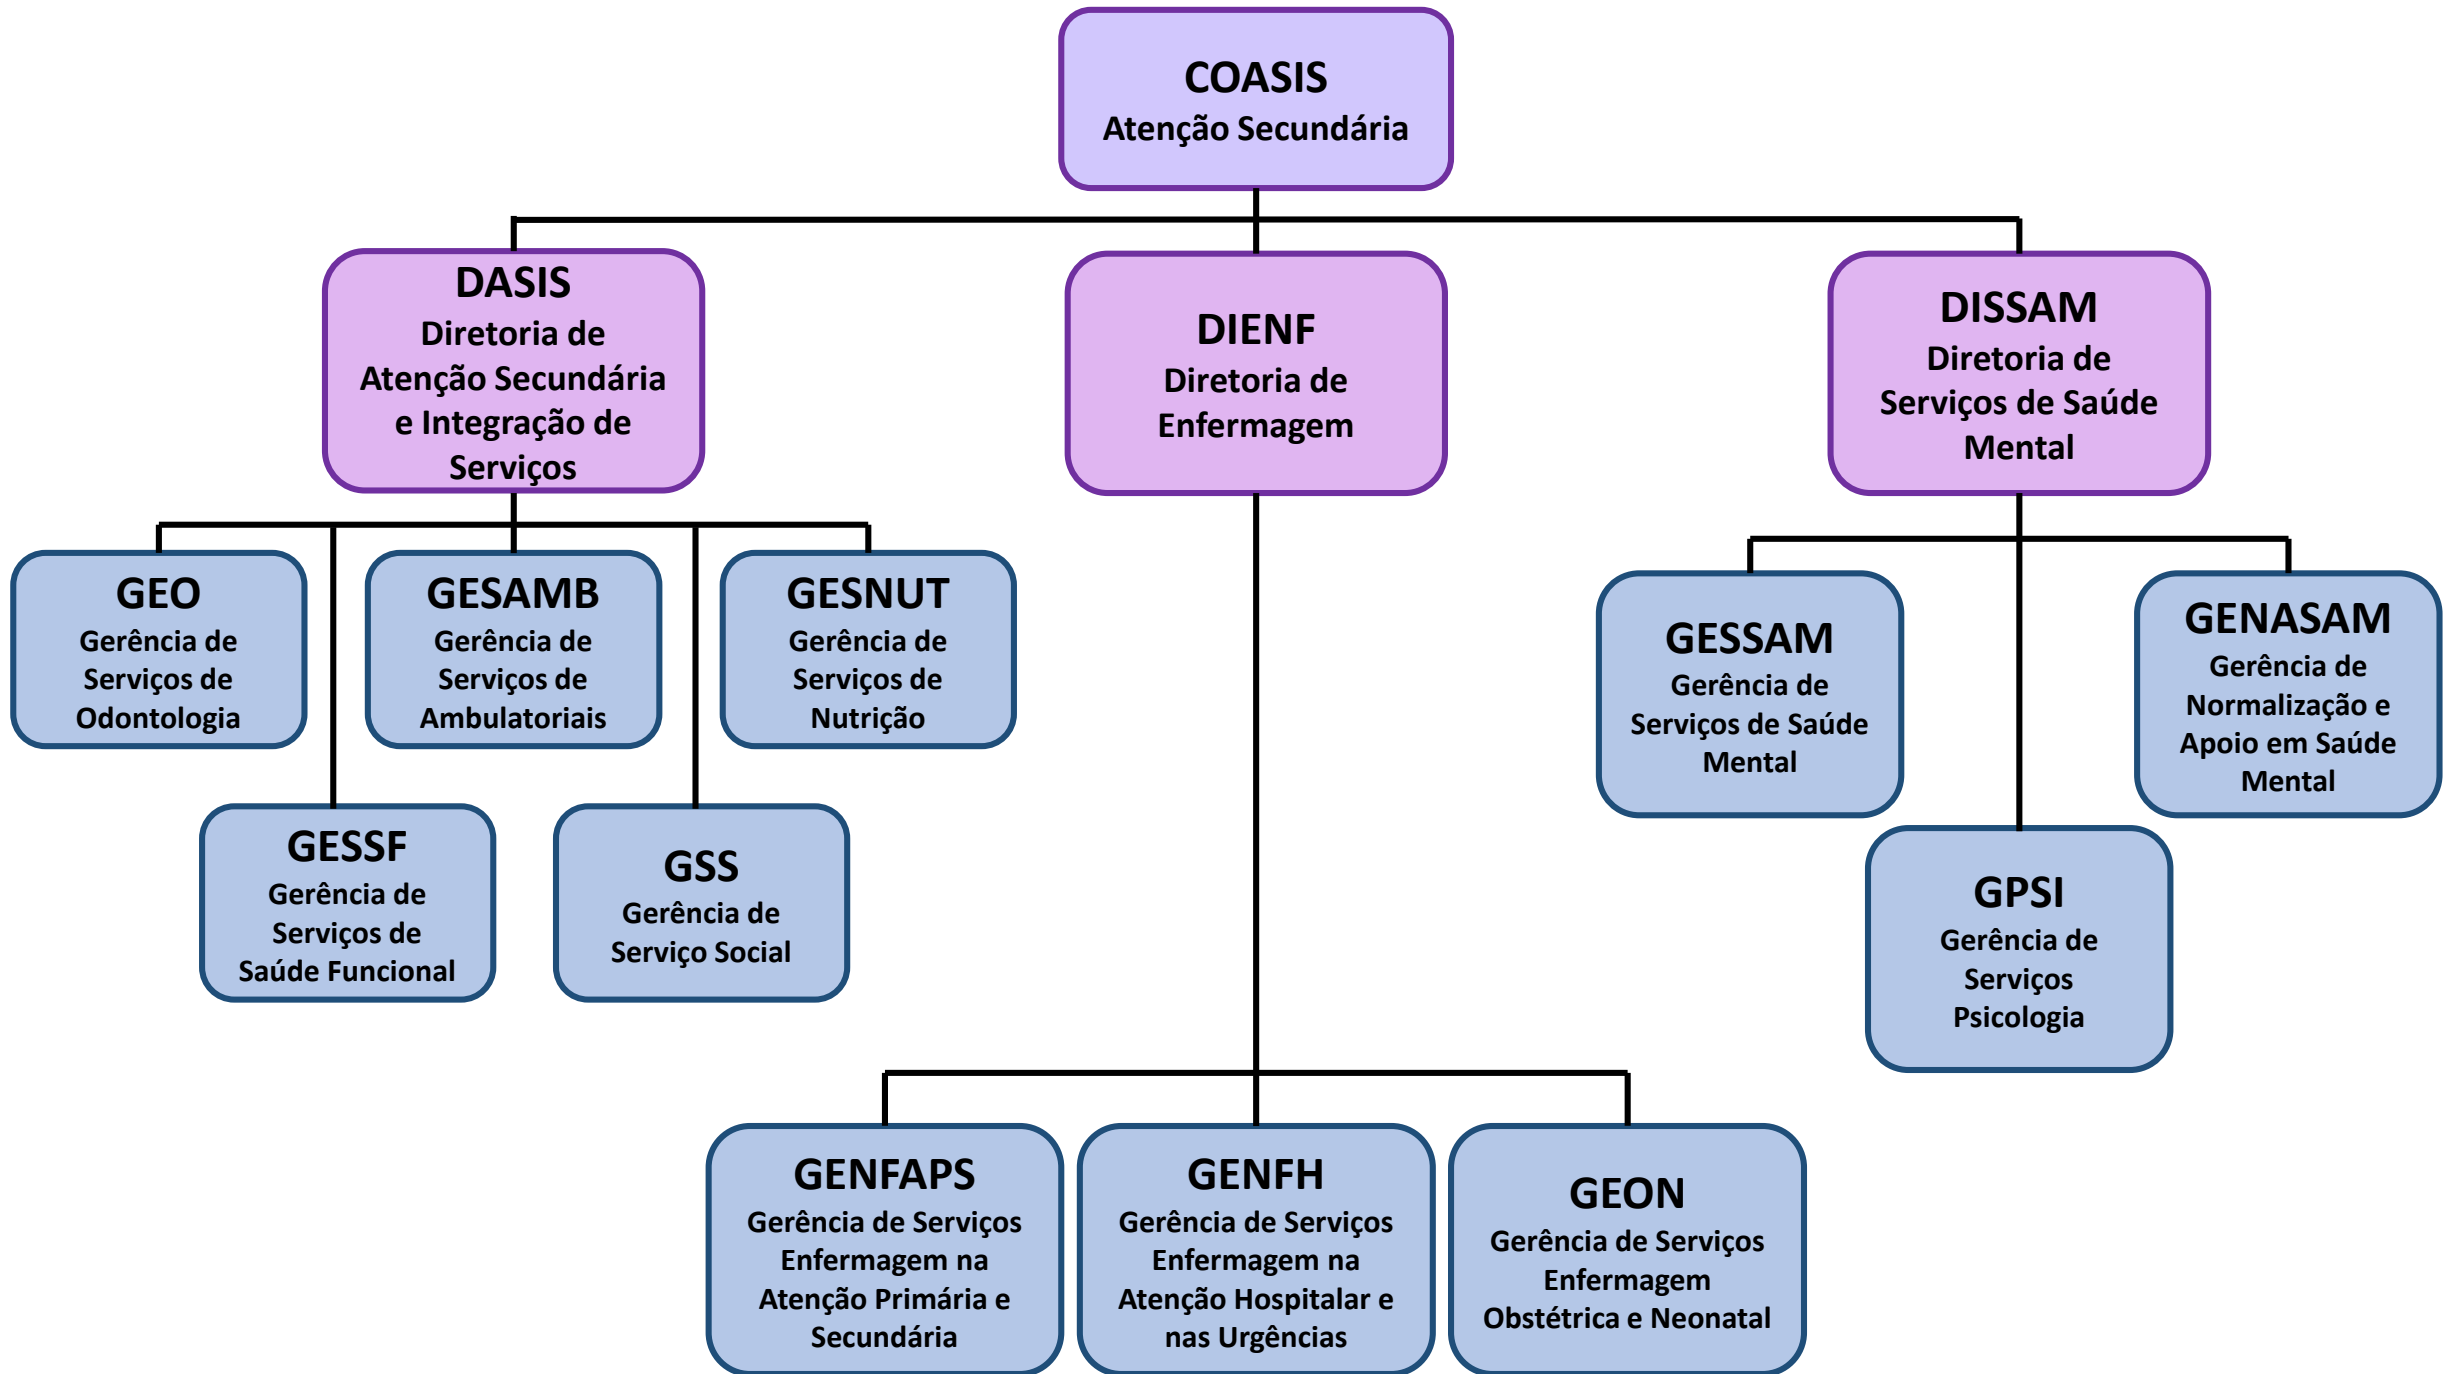 COASIS
Atenção Secundária
DASIS
Diretoria de
Atenção Secundária
e Integração de
Serviços
DIENF
Diretoria de
Enfermagem
DISSAM
Diretoria de
Serviços de Saúde
Mental
GEO
Gerência de
Serviços de
Odontologia
GESAMB
Gerência de
Serviços de
Ambulatoriais
GESNUT
Gerência de
Serviços de
Nutrição
GESSAM
Gerência de
Serviços de Saúde
Mental
GENASAM
Gerência de
Normalização e
Apoio em Saúde
Mental
GESSF
Gerência de
Serviços de
Saúde Funcional
GSS
Gerência de
Serviço Social
GPSI
Gerência de
Serviços
Psicologia
GENFAPS
Gerência de Serviços
Enfermagem na
Atenção Primária e
Secundária
GENFH
Gerência de Serviços
Enfermagem na
Atenção Hospitalar e
nas Urgências
GEON
Gerência de Serviços
Enfermagem
Obstétrica e Neonatal